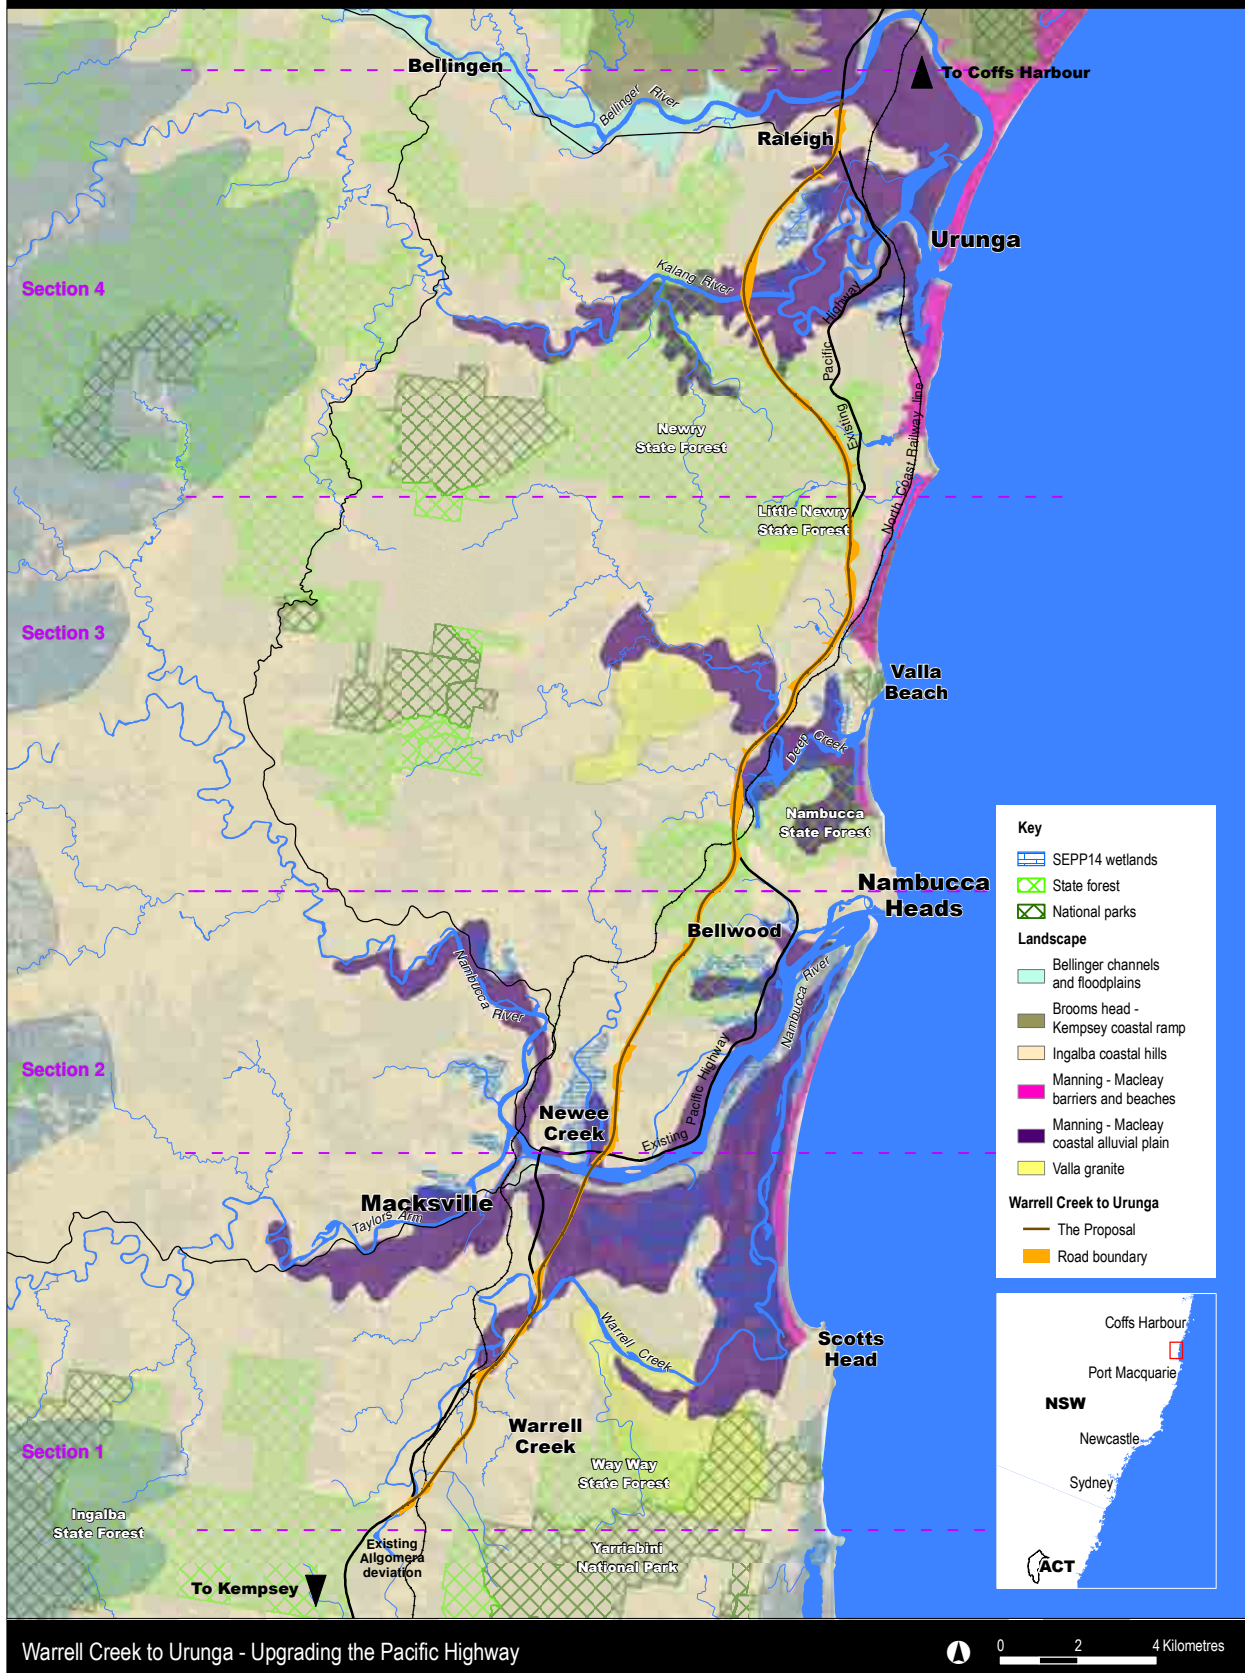 Bellingen
To Coffs Harbour
Bellinger River
Raleigh
Urunga
Section 4
Kalang River
Existing Pacific Highway
North Coast Railway line
Newry
State Forest
Little Newry
State Forest
Section 3
Valla
Beach
Deep Creek
Nambucca
State Forest
Nambucca
Heads
Bellwood
Nambucca River
Nambucca River
Section 2
Existing Pacific Highway
Newee
Creek
Macksville
Taylors Arm
Warrell Creek
Scotts
Head
Warrell
Creek
Section 1
Way Way
State Forest
Ingalba
State Forest
Yarriabini
National Park
Existing
Allgomera
deviation
To Kempsey
Key
SEPP14 wetlands
State forest
National parks
Landscape
Bellinger channels
and floodplains
Brooms head -
Kempsey coastal ramp
Ingalba coastal hills
Manning - Macleay
barriers and beaches
Manning - Macleay
coastal alluvial plain
Valla granite
Warrell Creek to Urunga
The Proposal
Road boundary
Coffs Harbour
Port Macquarie
NSW
Newcastle
Sydney
ACT
Warrell Creek to Urunga - Upgrading the Pacific Highway
0 2 4 Kilometres